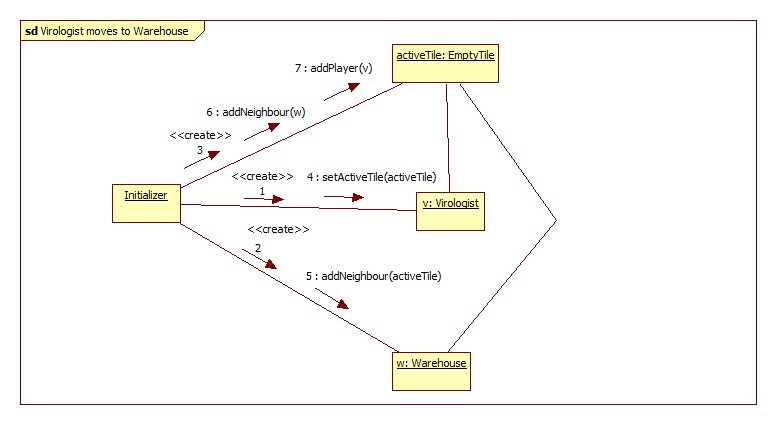 sd Virologist moves to Warehouse
activeTile: EmptyTile
7 : addPlayer(v)
6 : addNeighbour(w)
<<create>>
3
<<create>>
1
4 : setActiveTile(activeTile)
Initializer
v: Virologist
<<create>>
2
5 : addNeighbour(activeTile)
w: Warehouse